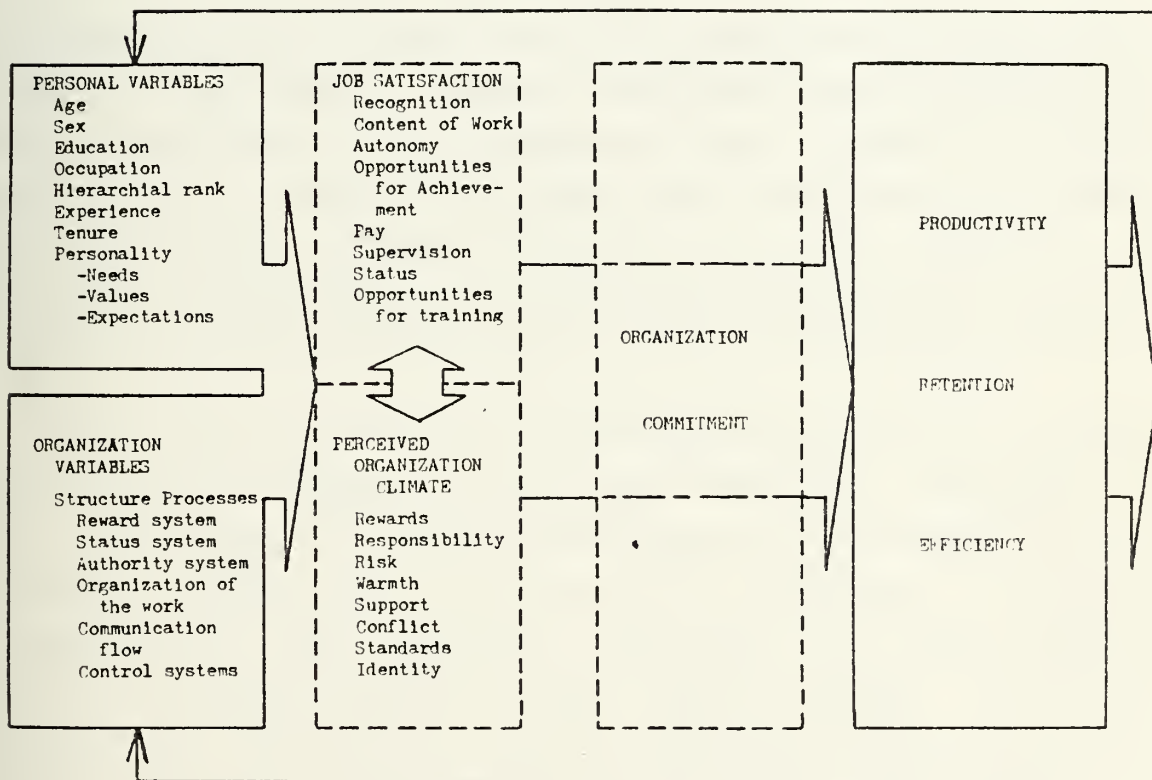 PERSONAL VARIABLES
Age
Sex
Education
Occupation
Hierarchial rank
Experience
Tenure
Personality
-Needs
-Values
-Expectations
ORGANIZATION
VARIABLES
Structure Processes
Reward system
Status system
Authority system
Organization of
the work
Communication
flow
Control systems
JOB SATISFACTION
Recognition
Content of Work
Autonomy
Opportunities
for Achieve-
ment
Pay
Supervision
Status
Opportunities
for training
PERCEIVED
ORGANIZATION
CLIMATE
Rewards
Responsibility
Risk
Warmth
Support
Conflict
Standards
Identity
ORGANIZATION
COMMITMENT
PRODUCTIVITY
RETENTION
EFFICIENCY